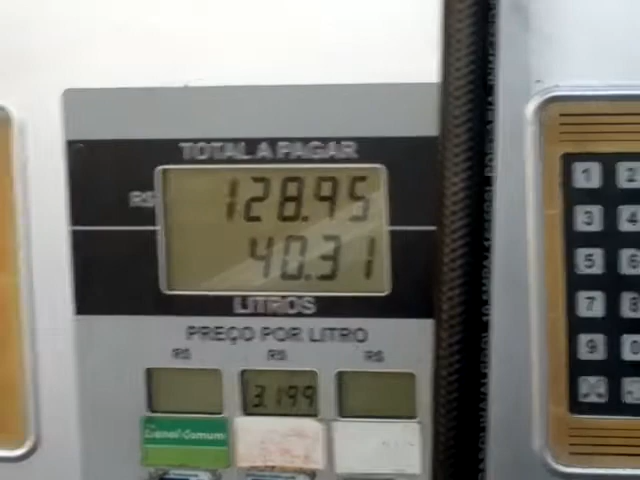 TOTAL A PAGAR
R$ 128.95
40.31
LITROS
PREÇO POR LITRO
R$ R$ R$
3.199
Etanol Comum
1 2
3 4
5 6
7 8
9 0